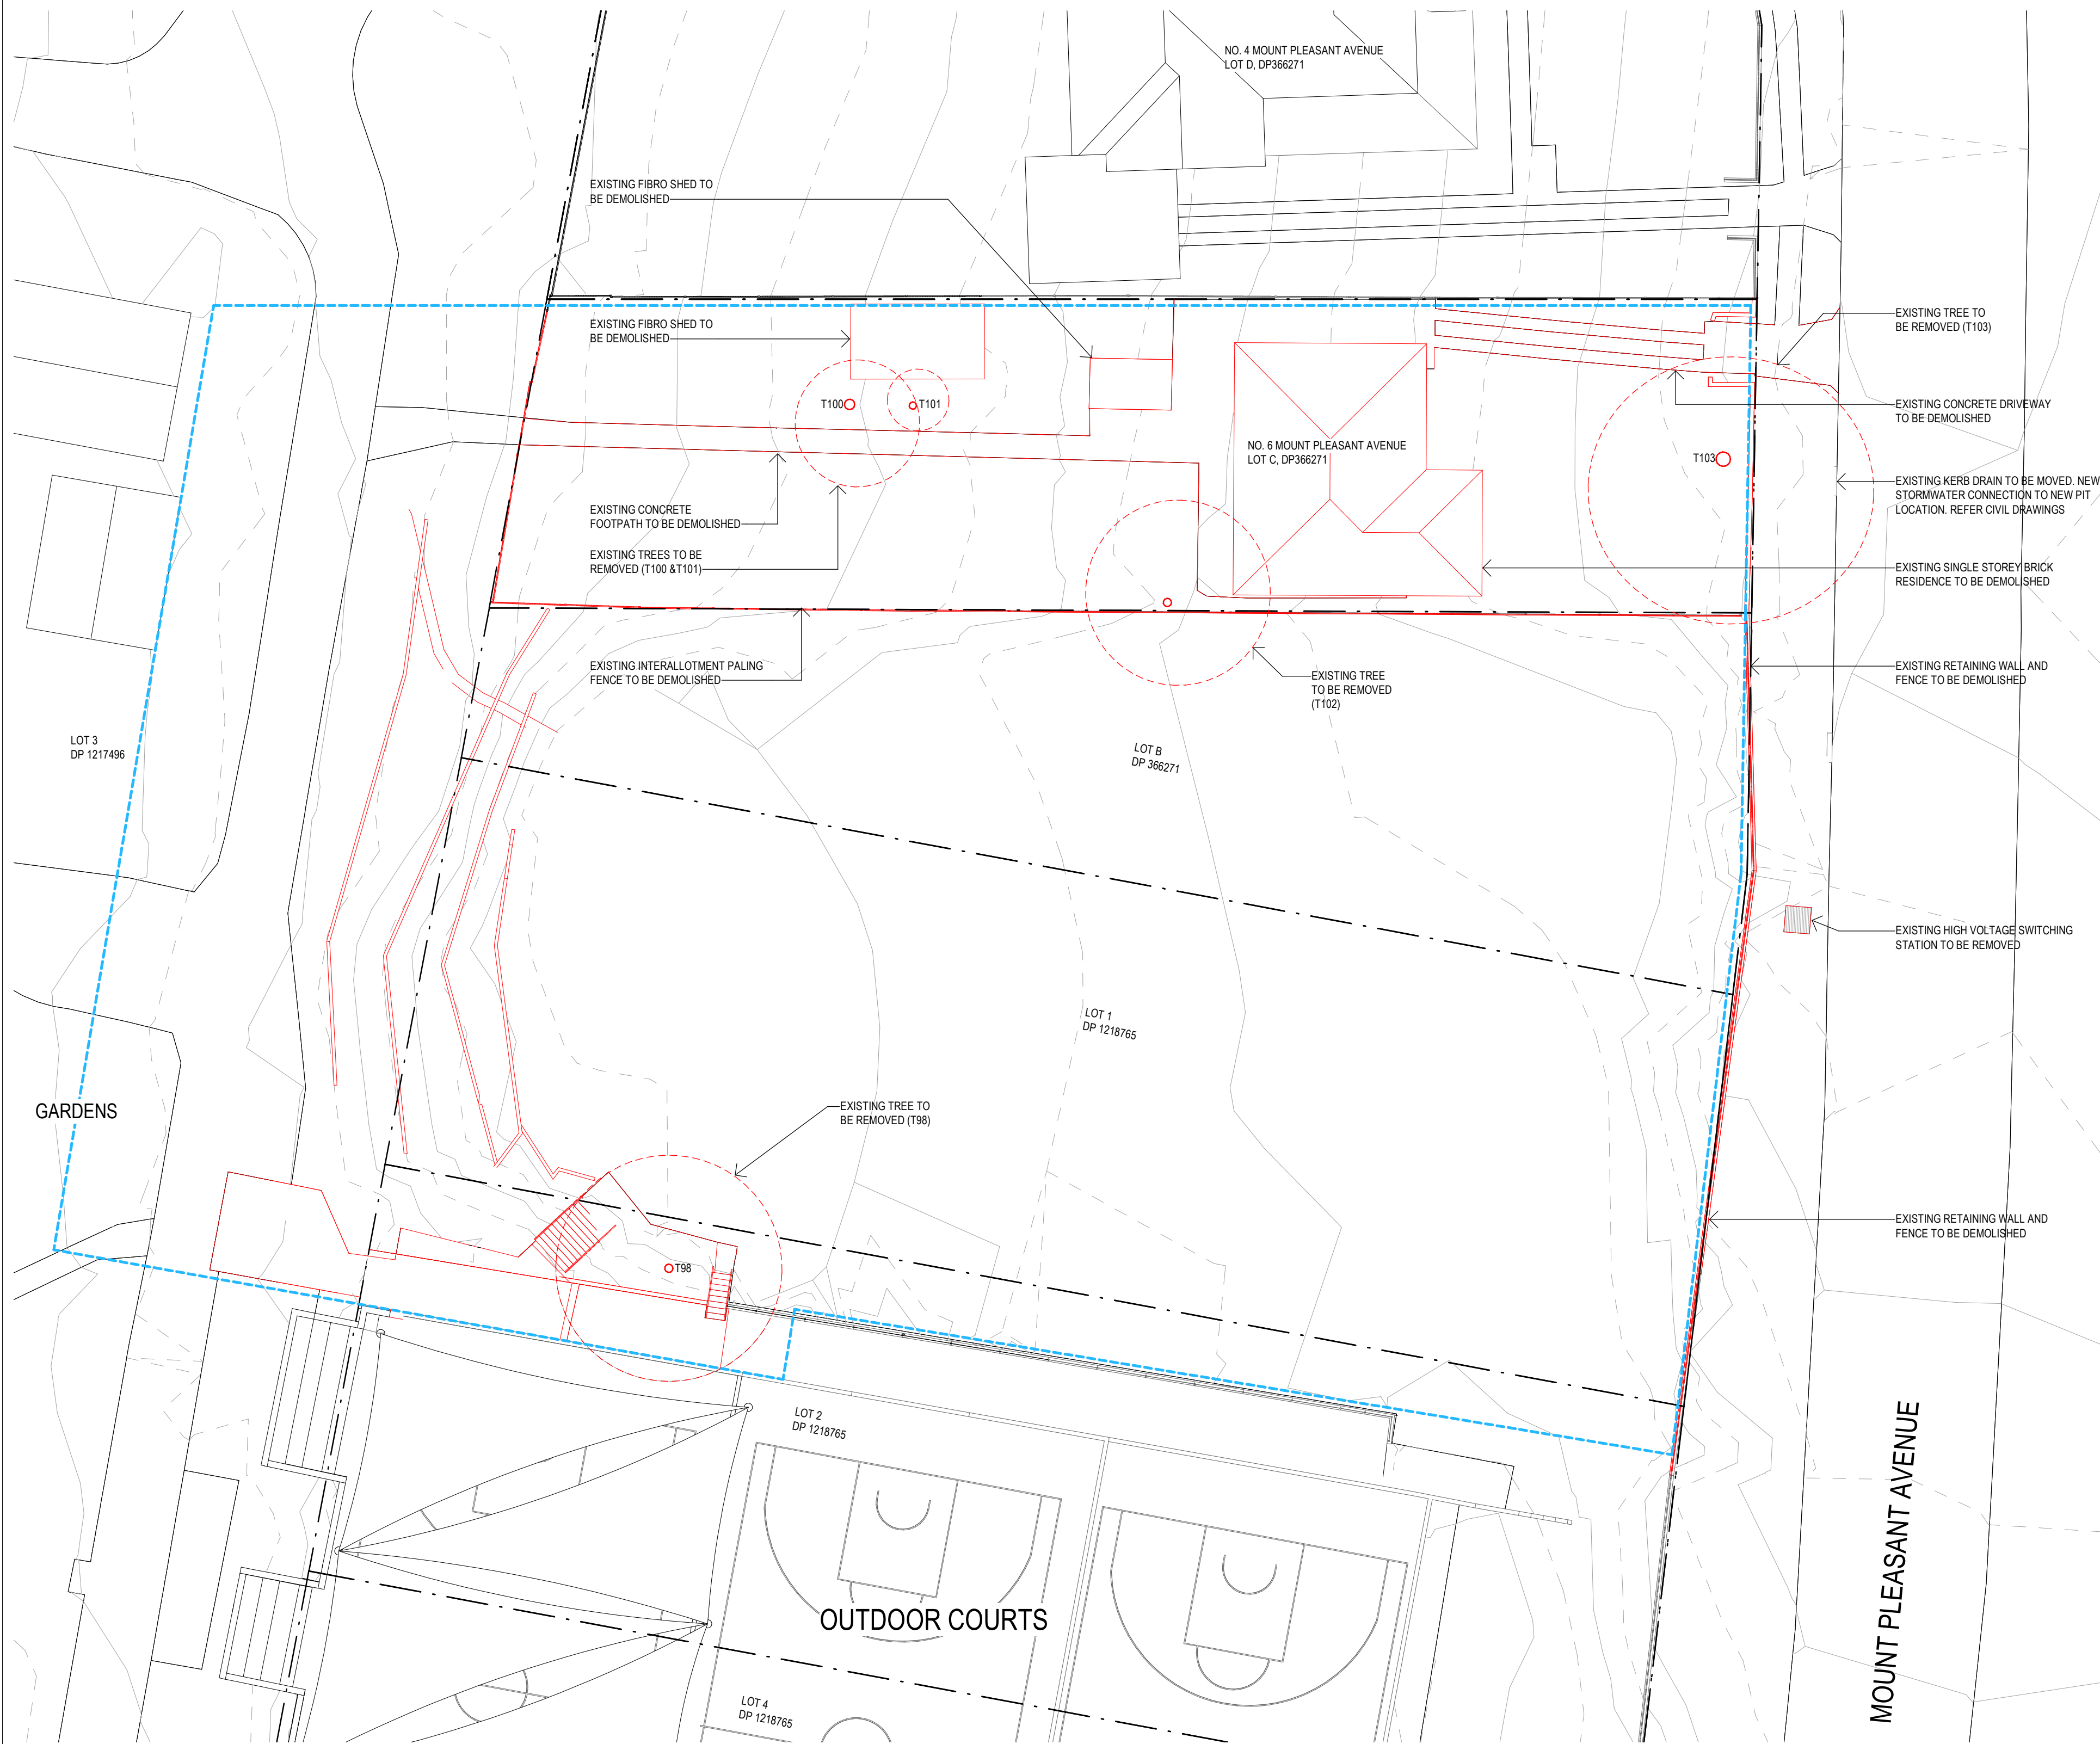 NO. 4 MOUNT PLEASANT AVENUE
LOT D, DP366271
EXISTING FIBRO SHED TO
BE DEMOLISHED
EXISTING FIBRO SHED TO
BE DEMOLISHED
EXISTING TREE TO
BE REMOVED (T103)
T100
T101
EXISTING CONCRETE DRIVEWAY
TO BE DEMOLISHED
NO. 6 MOUNT PLEASANT AVENUE
LOT C, DP366271
T103
EXISTING KERB DRAIN TO BE MOVED. NEW
STORMWATER CONNECTION TO NEW PIT
LOCATION. REFER CIVIL DRAWINGS
EXISTING CONCRETE
FOOTPATH TO BE DEMOLISHED
EXISTING TREES TO BE
REMOVED (T100 &T101)
EXISTING SINGLE STOREY BRICK
RESIDENCE TO BE DEMOLISHED
EXISTING INTERALLOTMENT PALING
FENCE TO BE DEMOLISHED
EXISTING TREE
TO BE REMOVED
(T102)
EXISTING RETAINING WALL AND
FENCE TO BE DEMOLISHED
LOT 3
DP 1217496
LOT B
DP 366271
EXISTING HIGH VOLTAGE SWITCHING
STATION TO BE REMOVED
LOT 1
DP 1218765
GARDENS
EXISTING TREE TO
BE REMOVED (T98)
EXISTING RETAINING WALL AND
FENCE TO BE DEMOLISHED
T98
LOT 2
DP 1218765
OUTDOOR COURTS
MOUNT PLEASANT AVENUE
LOT 4
DP 1218765